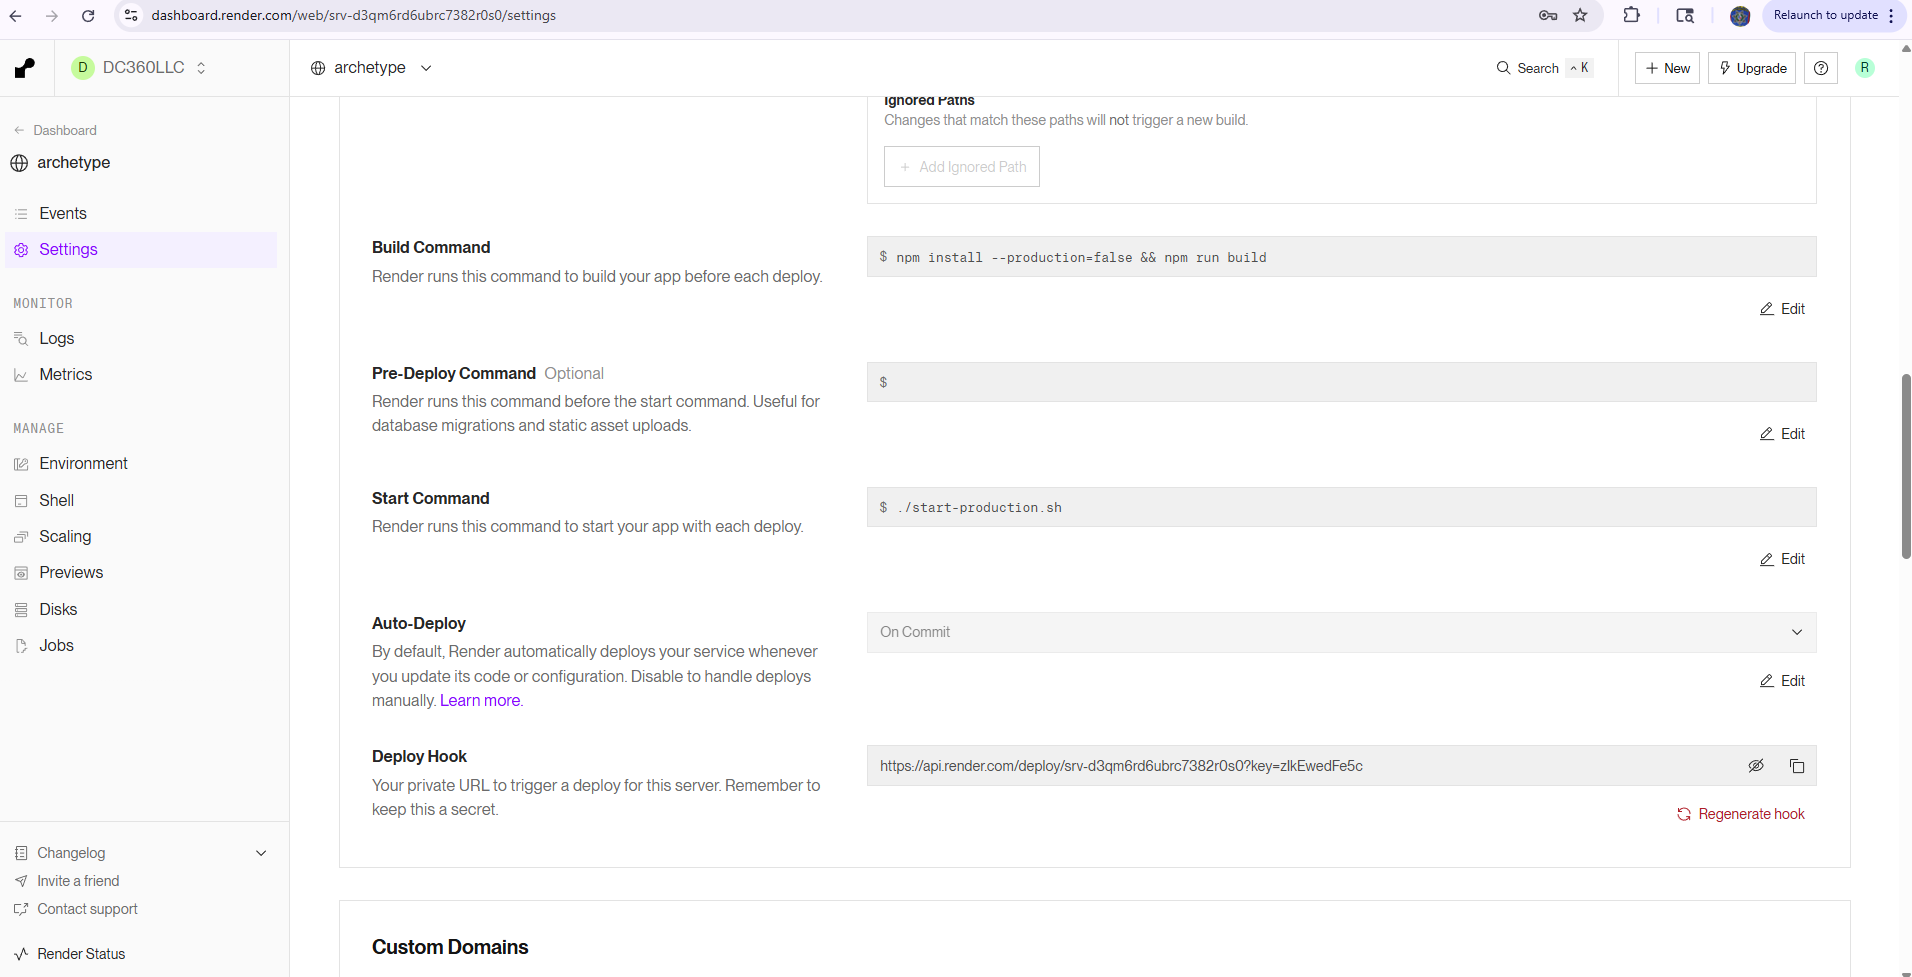 dashboard.render.com/web/srv-d3qm6rd6ubrc7382r0s0/settings
Relaunch to update
D DC360LLC
archetype
Search ^ K
+ New
Upgrade
R
Dashboard
archetype
Events
Settings
MONITOR
Logs
Metrics
MANAGE
Environment
Shell
Scaling
Previews
Disks
Jobs
Changelog
Invite a friend
Contact support
Render Status
Ignored Paths
Changes that match these paths will not trigger a new build.
+ Add Ignored Path
Build Command
Render runs this command to build your app before each deploy.
$ npm install --production=false && npm run build
Edit
Pre-Deploy Command Optional
Render runs this command before the start command. Useful for
database migrations and static asset uploads.
$
Edit
Start Command
Render runs this command to start your app with each deploy.
$ ./start-production.sh
Edit
Auto-Deploy
By default, Render automatically deploys your service whenever
you update its code or configuration. Disable to handle deploys
manually. Learn more.
On Commit
Edit
Deploy Hook
Your private URL to trigger a deploy for this server. Remember to
keep this a secret.
https://api.render.com/deploy/srv-d3qm6rd6ubrc7382r0s0?key=zlkEwedFe5c
Regenerate hook
Custom Domains